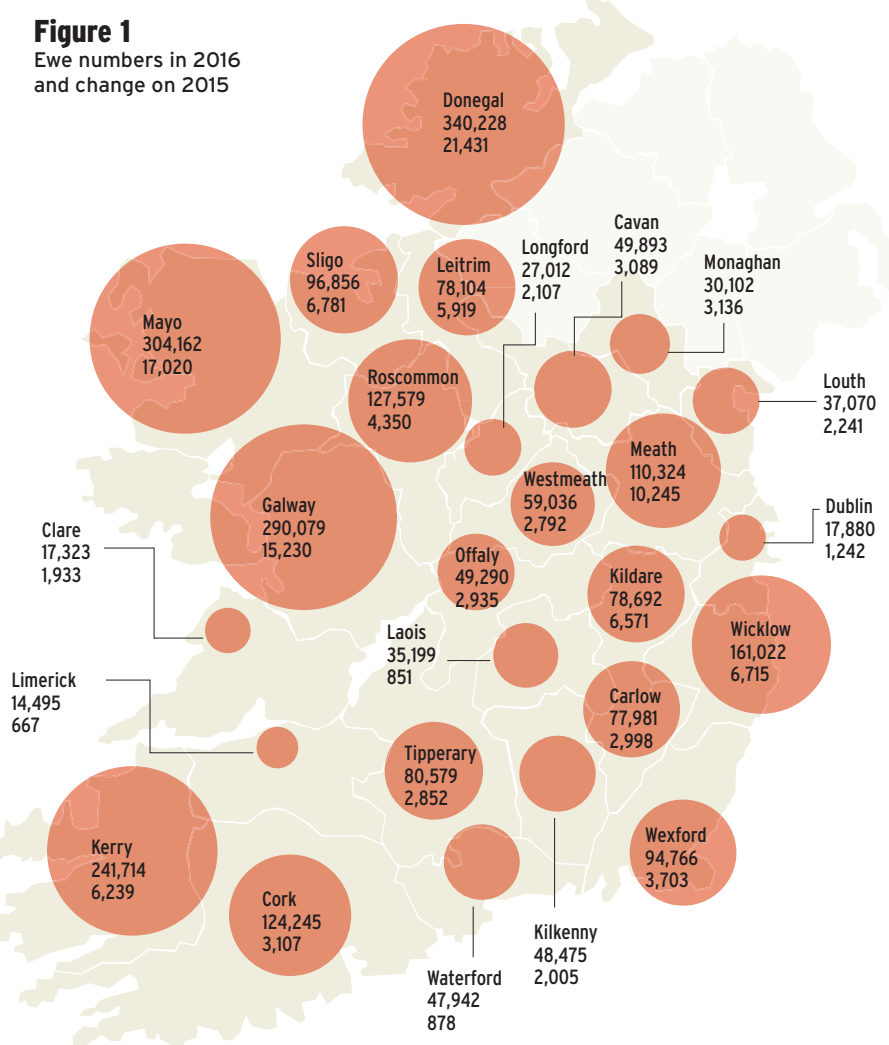 Figure 1
Ewe numbers in 2016
and change on 2015
Donegal
340,228
21,431
Cavan
49,893
3,089
Longford
27,012
2,107
Monaghan
30,102
3,136
Sligo
96,856
6,781
Leitrim
78,104
5,919
Mayo
304,162
17,020
Roscommon
127,579
4,350
Louth
37,070
2,241
Meath
110,324
10,245
Westmeath
59,036
2,792
Galway
290,079
15,230
Dublin
17,880
1,242
Clare
17,323
1,933
Offaly
49,290
2,935
Kildare
78,692
6,571
Laois
35,199
851
Wicklow
161,022
6,715
Limerick
14,495
667
Carlow
77,981
2,998
Tipperary
80,579
2,852
Kerry
241,714
6,239
Wexford
94,766
3,703
Cork
124,245
3,107
Kilkenny
48,475
2,005
Waterford
47,942
878